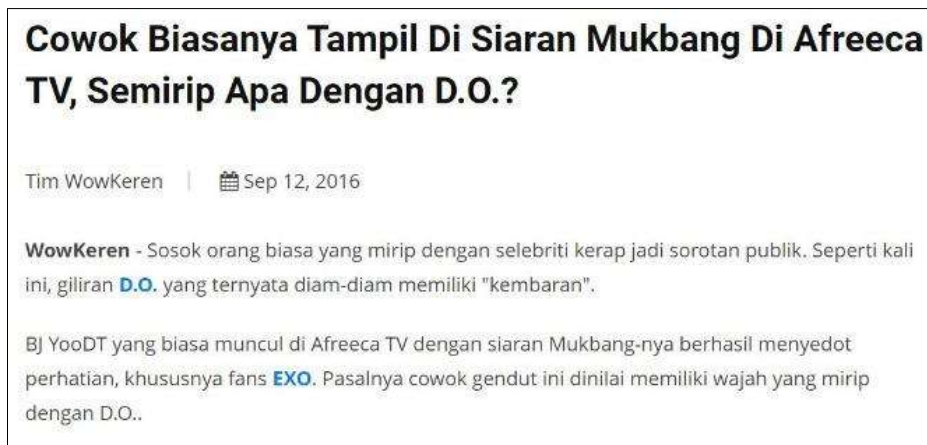 Cowok Biasanya Tampil Di Siaran Mukbang Di Afreeca
TV, Semirip Apa Dengan D.O.?
Tim WowKeren | Sep 12, 2016
WowKeren - Sosok orang biasa yang mirip dengan selebriti kerap jadi sorotan publik. Seperti kali
ini, giliran D.O. yang ternyata diam-diam memiliki "kembaran".
BJ YooDT yang biasa muncul di Afreeca TV dengan siaran Mukbang-nya berhasil menyedot
perhatian, khususnya fans EXO. Pasalnya cowok gendut ini dinilai memiliki wajah yang mirip
dengan D.O..